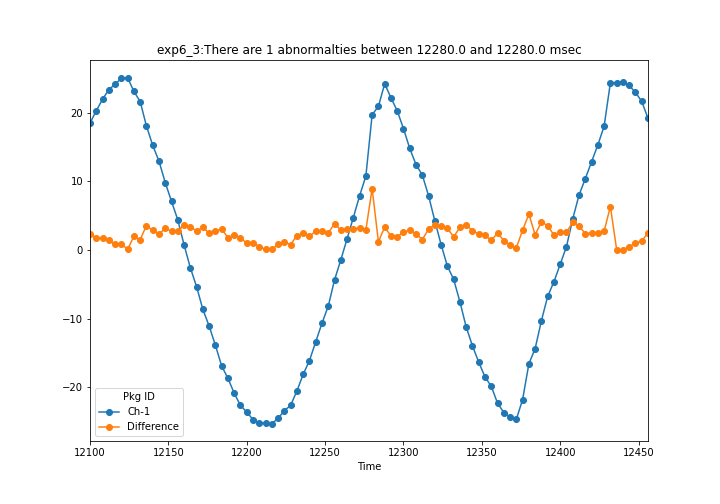 exp6_3:There are 1 abnormalties between 12280.0 and 12280.0 msec
20
10
0
−10
−20
Pkg ID
Ch-1
Difference
12100 12150 12200 12250 12300 12350 12400 12450
Time